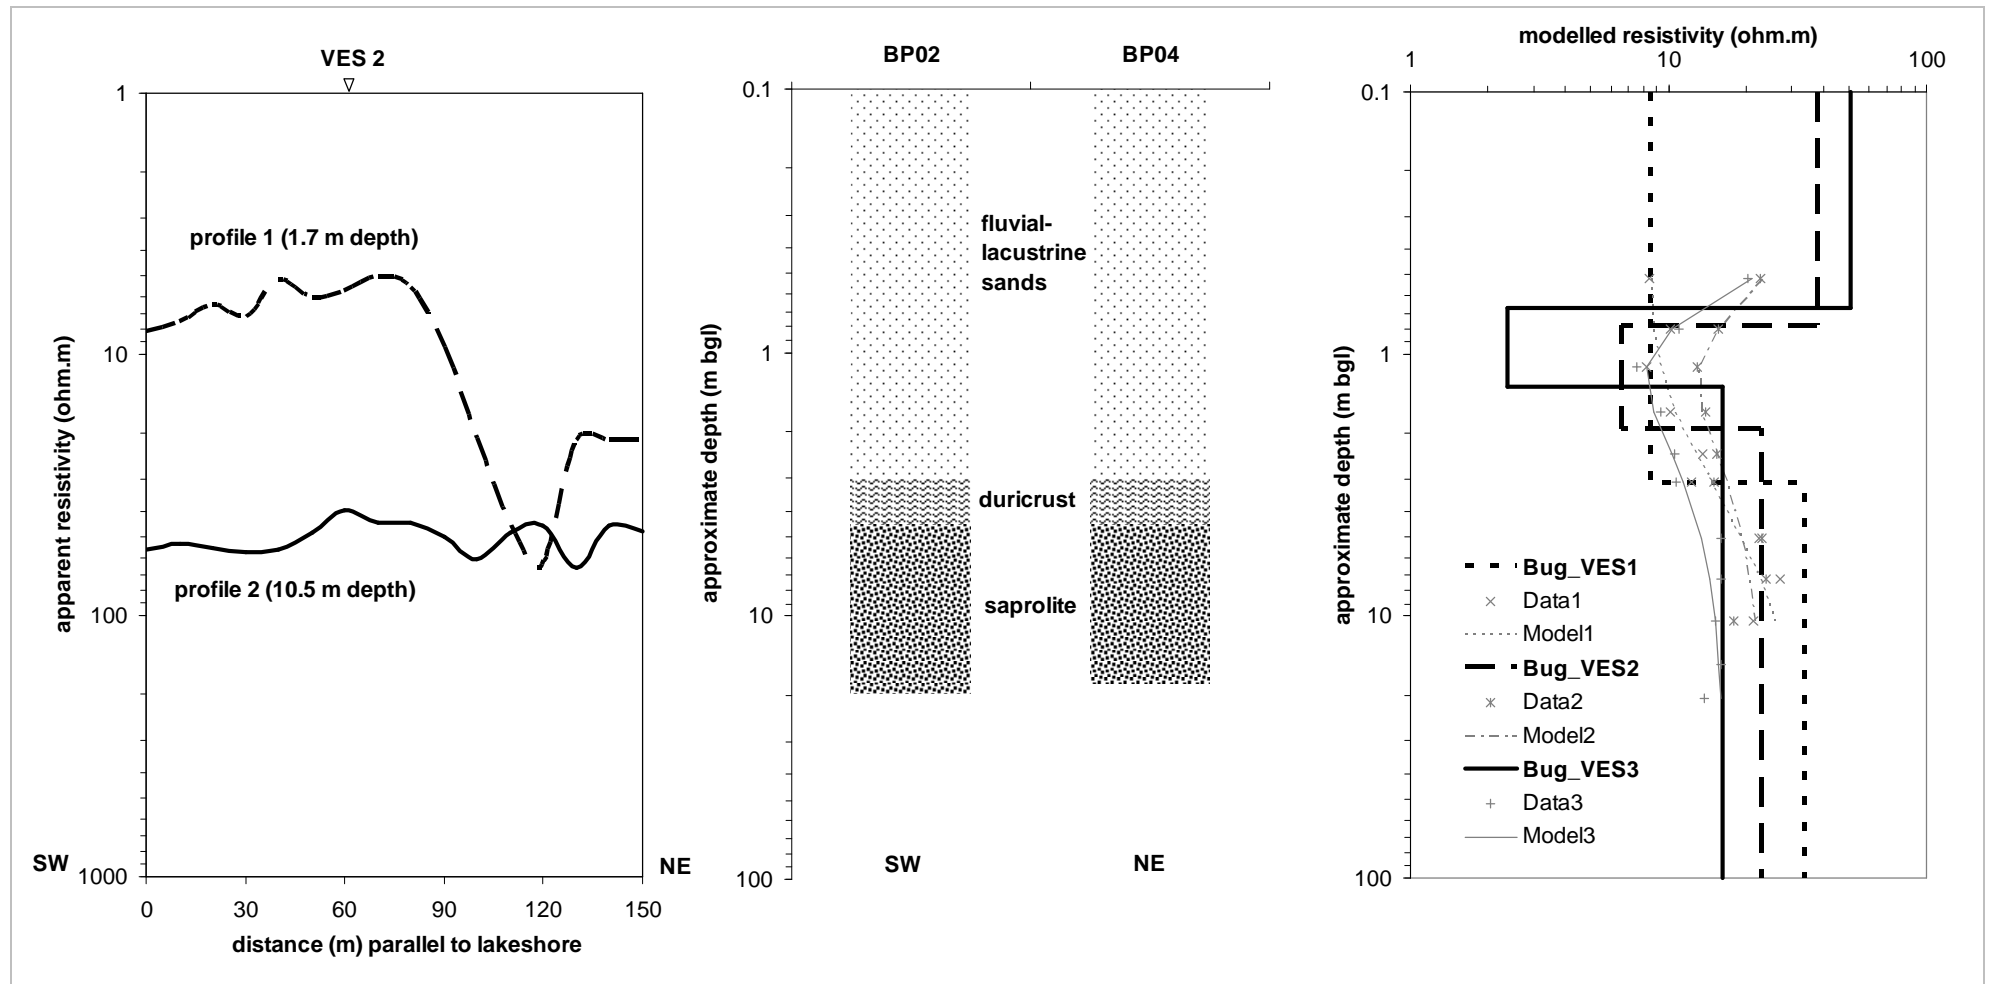 VES 2
1
10
100
1000
apparent resistivity (ohm.m)
profile 1 (1.7 m depth)
profile 2 (10.5 m depth)
SW
NE
0 30 60 90 120 150
distance (m) parallel to lakeshore
BP02 BP04
0.1
1
10
100
approximate depth (m bgl)
fluvial-
lacustrine
sands
duricrust
saprolite
SW NE
modelled resistivity (ohm.m)
1 10 100
0.1
1
10
100
approximate depth (m bgl)
Bug_VES1
Data1
Model1
Bug_VES2
Data2
Model2
Bug_VES3
Data3
Model3